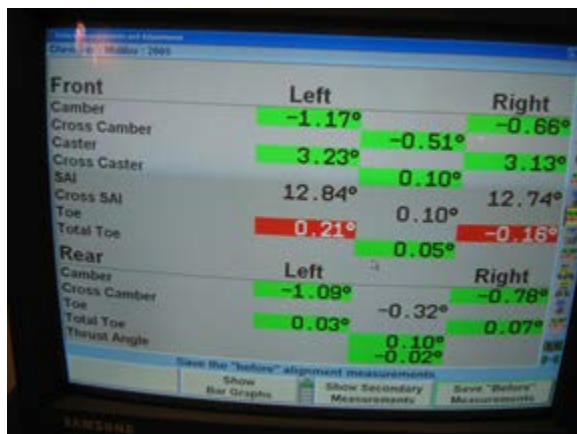 Front Left Right
Camber -1.17° -0.66°
Cross Camber -0.51°
Caster 3.23° 3.13°
Cross Caster 0.10°
SAI 12.84° 12.74°
Cross SAI 0.10°
Toe 0.21° -0.16°
Total Toe 0.05°
Rear Left Right
Camber -1.09° -0.78°
Cross Camber -0.32°
Toe 0.03° 0.07°
Total Toe 0.10°
Thrust Angle -0.02°
Save the "before" alignment measurements.
Show Bar Graphs
Show Secondary Measurements
Save "Before" Measurements
SAMSUNG